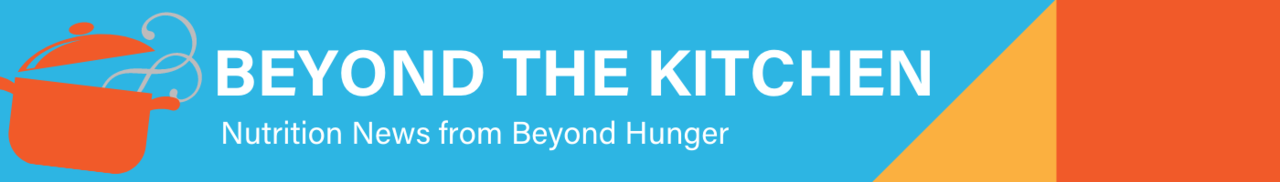 BEYOND THE KITCHEN
Nutrition News from Beyond Hunger